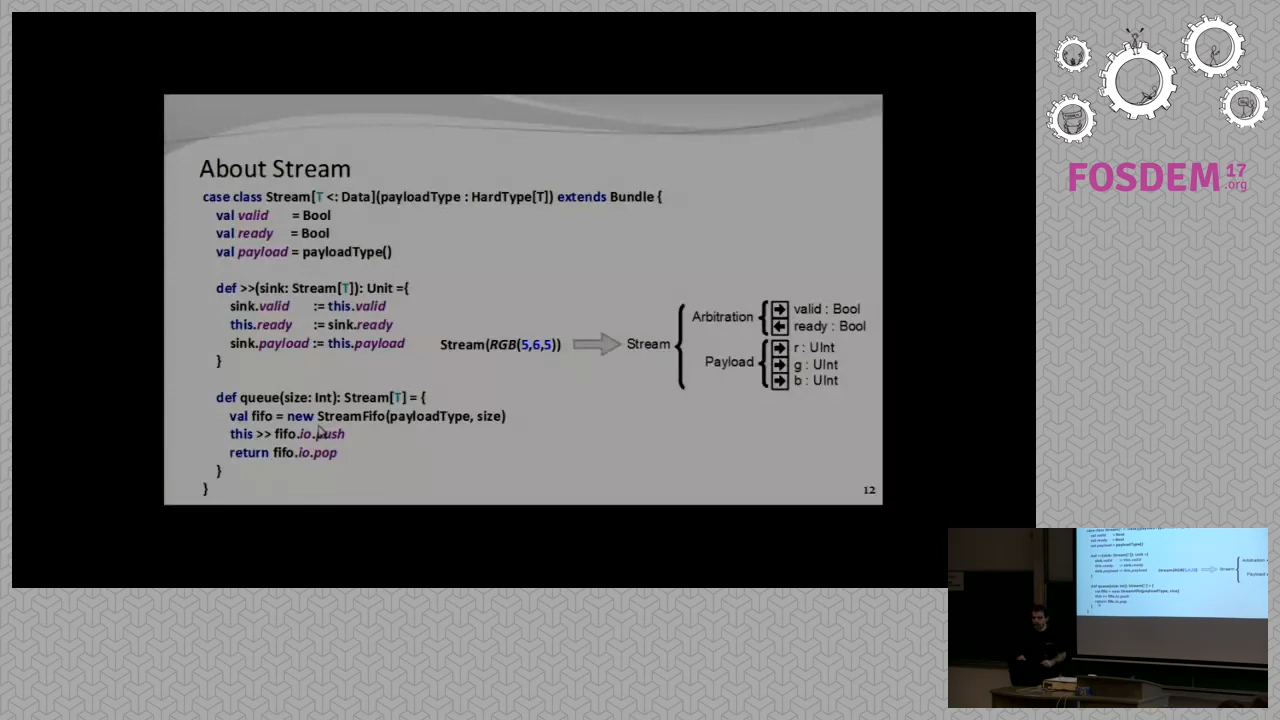 About Stream
case class Stream[T <: Data](payloadType : HardType[T]) extends Bundle {
val valid = Bool
val ready = Bool
val payload = payloadType()
def >>(sink: Stream[T]): Unit ={
sink.valid := this.valid
this.ready := sink.ready
sink.payload := this.payload
}
def queue(size: Int): Stream[T] = {
val fifo = new StreamFifo(payloadType, size)
this >> fifo.io.push
return fifo.io.pop
}
}
Stream(RGB(5,6,5))
Stream
Arbitration
valid : Bool
ready : Bool
Payload
r : UInt
g : UInt
b : UInt
12
FOSDEM 17
.org